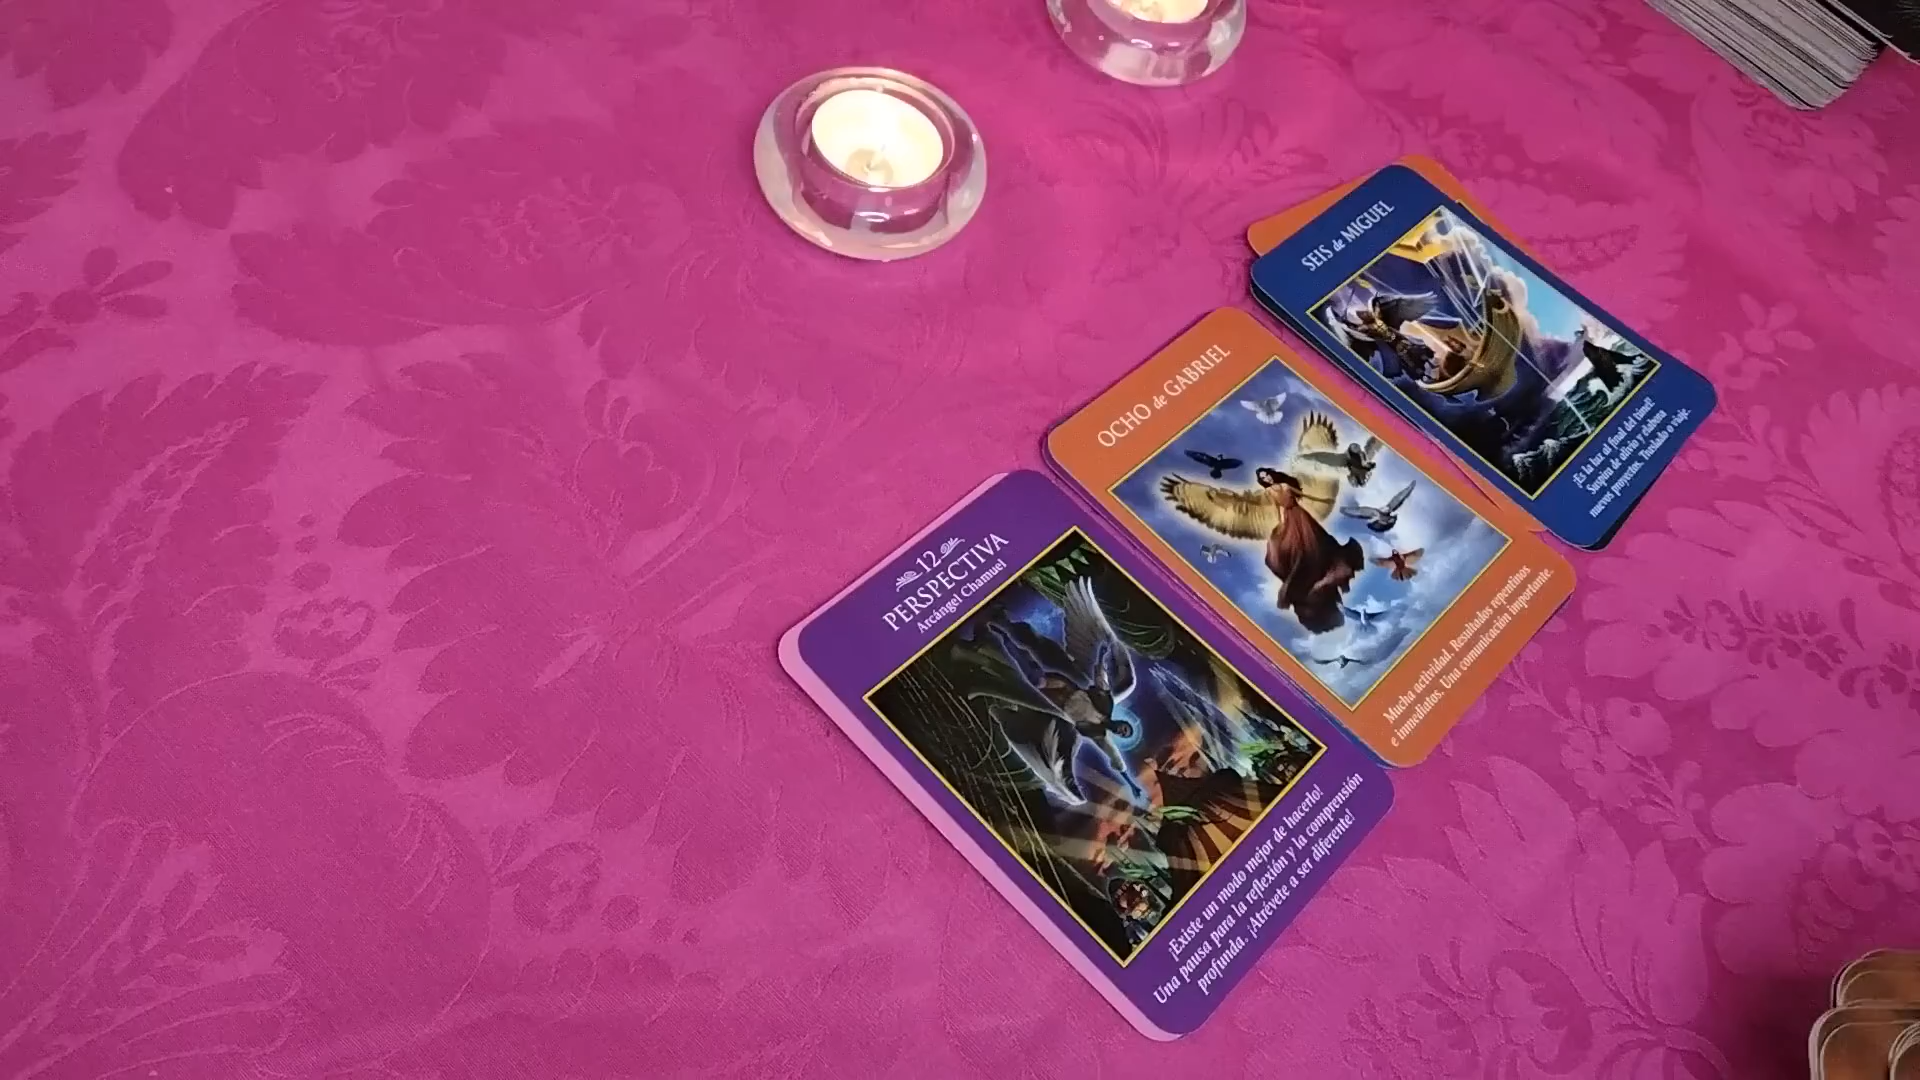 12
PERSPECTIVA
Arcángel Chamuel
¡Existe un modo mejor de hacerlo!
Una pausa para la reflexión y la comprensión
profunda. ¡Atrévete a ser diferente!
OCHO de GABRIEL
Mucha actividad. Resultados repentinos
e inmediatos. Una comunicación importante.
SEIS de MIGUEL
¡Es la luz al final del túnel!
Suspira de alivio y elabora
nuevos proyectos. Traslado o viaje.